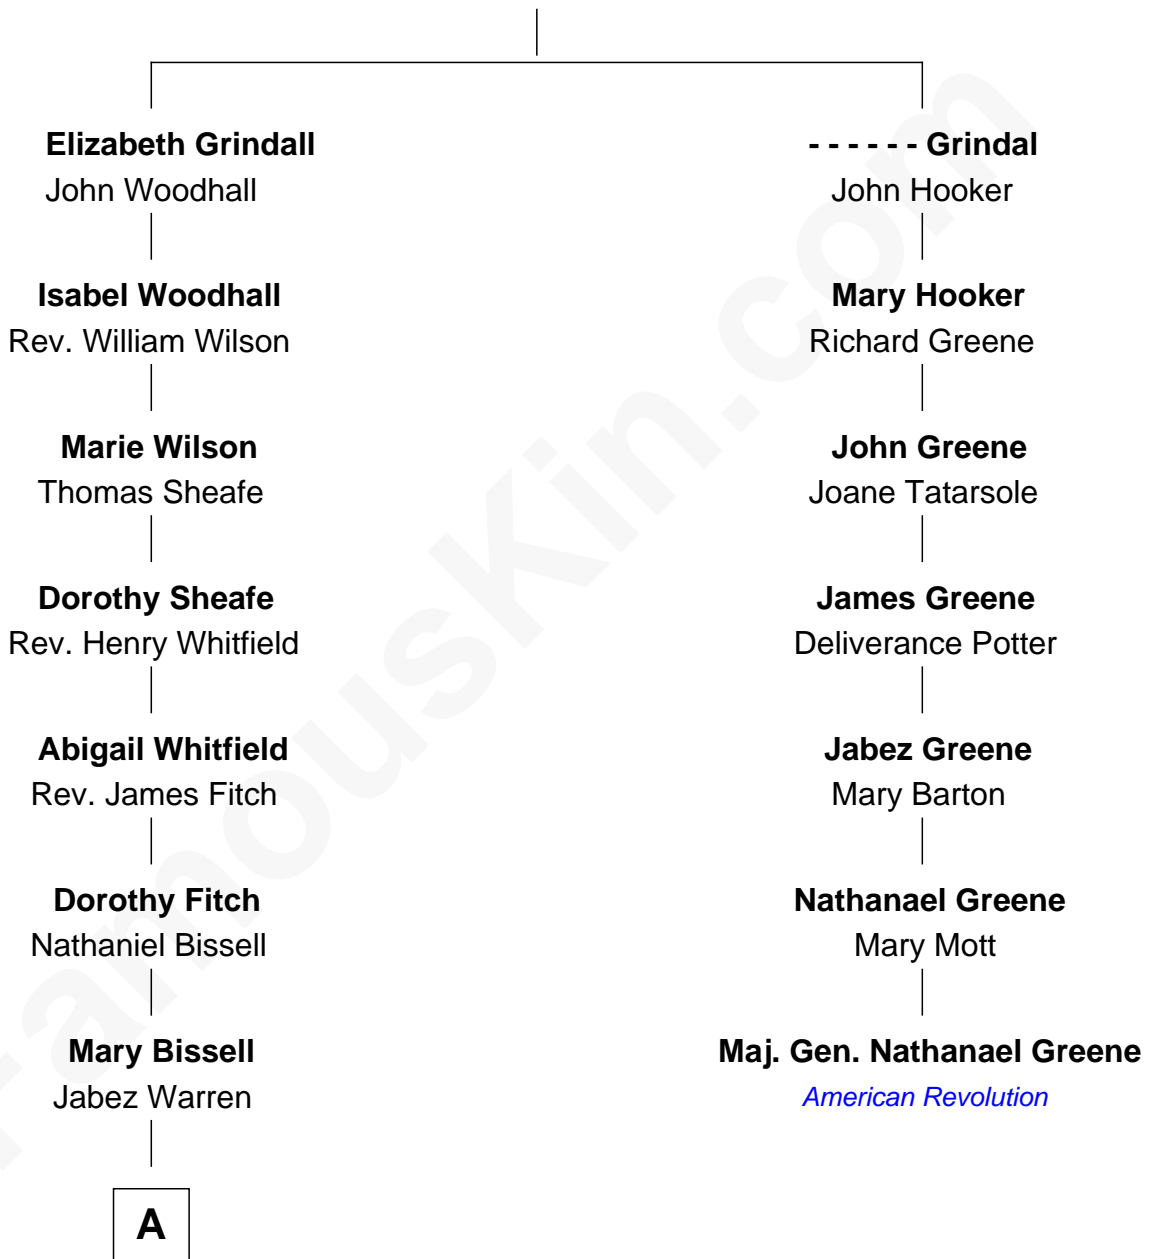 Elizabeth Grindall
John Woodhall
Isabel Woodhall
Rev. William Wilson
Marie Wilson
Thomas Sheafe
Dorothy Sheafe
Rev. Henry Whitfield
Abigail Whitfield
Rev. James Fitch
Dorothy Fitch
Nathaniel Bissell
Mary Bissell
Jabez Warren
A
- - - - - - Grindal
John Hooker
Mary Hooker
Richard Greene
John Greene
Joane Tatarsole
James Greene
Deliverance Potter
Jabez Greene
Mary Barton
Nathanael Greene
Mary Mott
Maj. Gen. Nathanael Greene
American Revolution
FamousKin.com